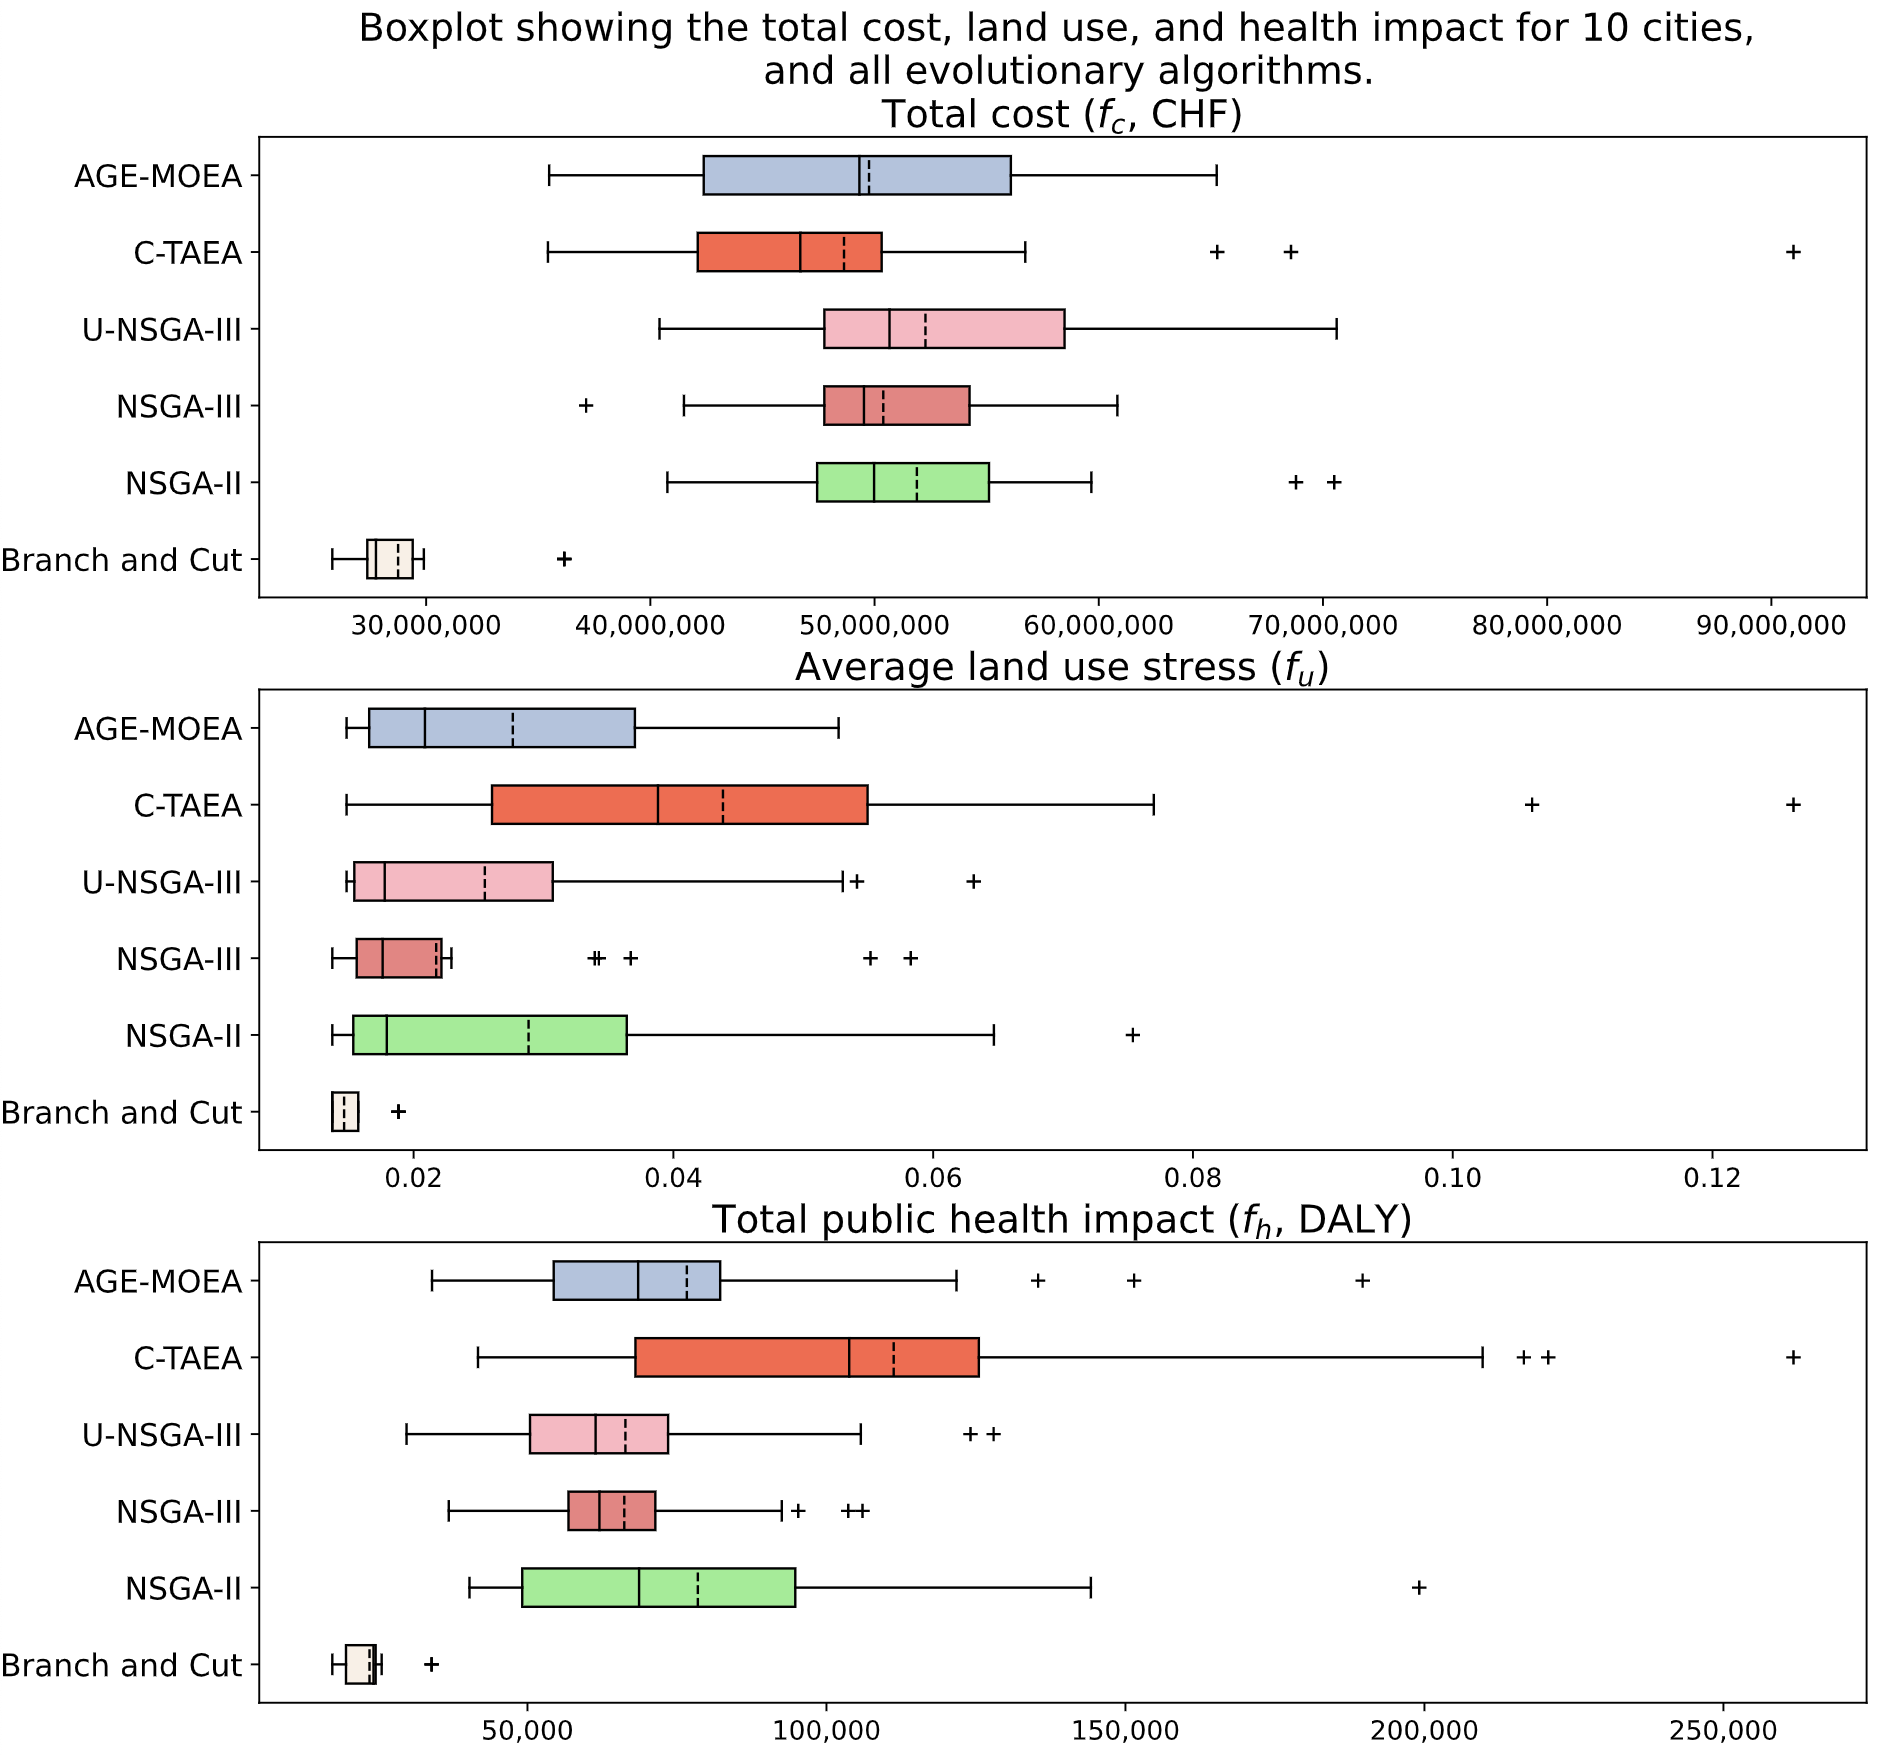 Boxplot showing the total cost, land use, and health impact for 10 cities,
and all evolutionary algorithms.
Total cost (f_c, CHF)
AGE-MOEA
C-TAEA
U-NSGA-III
NSGA-III
NSGA-II
Branch and Cut
30,000,000 40,000,000 50,000,000 60,000,000 70,000,000 80,000,000 90,000,000
Average land use stress (f_u)
AGE-MOEA
C-TAEA
U-NSGA-III
NSGA-III
NSGA-II
Branch and Cut
0.02 0.04 0.06 0.08 0.10 0.12
Total public health impact (f_h, DALY)
AGE-MOEA
C-TAEA
U-NSGA-III
NSGA-III
NSGA-II
Branch and Cut
50,000 100,000 150,000 200,000 250,000